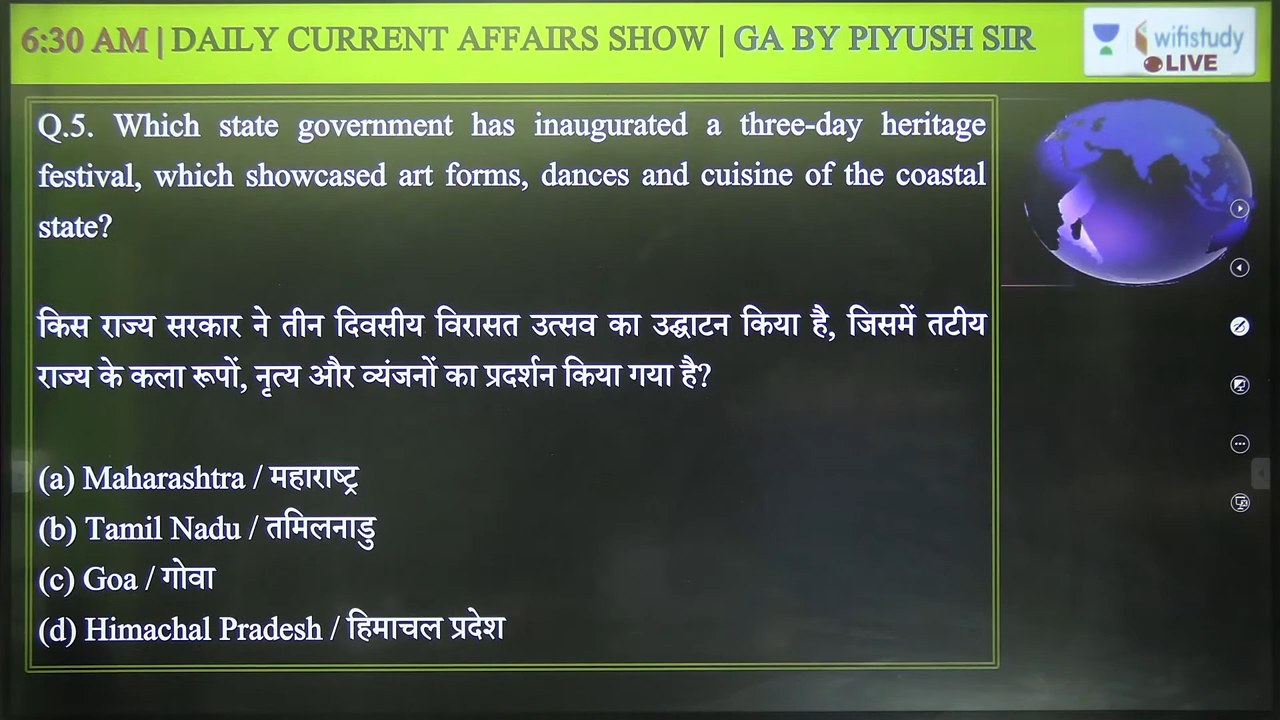 6:30 AM | DAILY CURRENT AFFAIRS SHOW | GA BY PIYUSH SIR
wifistudy
LIVE
Q.5. Which state government has inaugurated a three-day heritage
festival, which showcased art forms, dances and cuisine of the coastal
state?
किस राज्य सरकार ने तीन दिवसीय विरासत उत्सव का उद्घाटन किया है, जिसमें तटीय
राज्य के कला रूपों, नृत्य और व्यंजनों का प्रदर्शन किया गया है?
(a) Maharashtra / महाराष्ट्र
(b) Tamil Nadu / तमिलनाडु
(c) Goa / गोवा
(d) Himachal Pradesh / हिमाचल प्रदेश